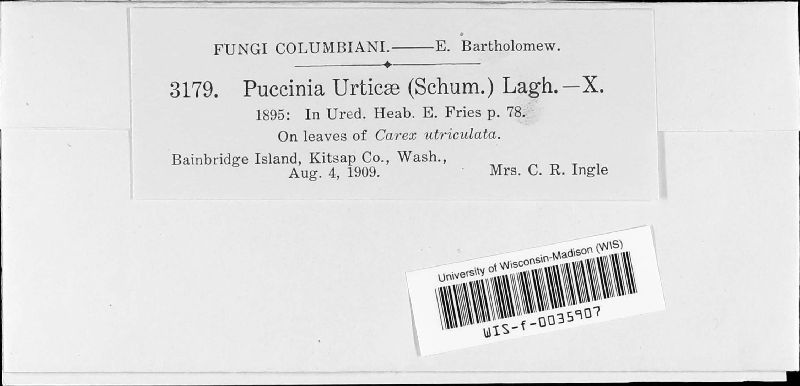 FUNGI COLUMBIANI.——E. Bartholomew.
3179. Puccinia Urticæ (Schum.) Lagh.—X.
1895: In Ured. Heab. E. Fries p. 78.
On leaves of Carex utriculata.
Bainbridge Island, Kitsap Co., Wash.,
Aug. 4, 1909.
Mrs. C. R. Ingle
University of Wisconsin-Madison (WIS)
WIS-f-0035907